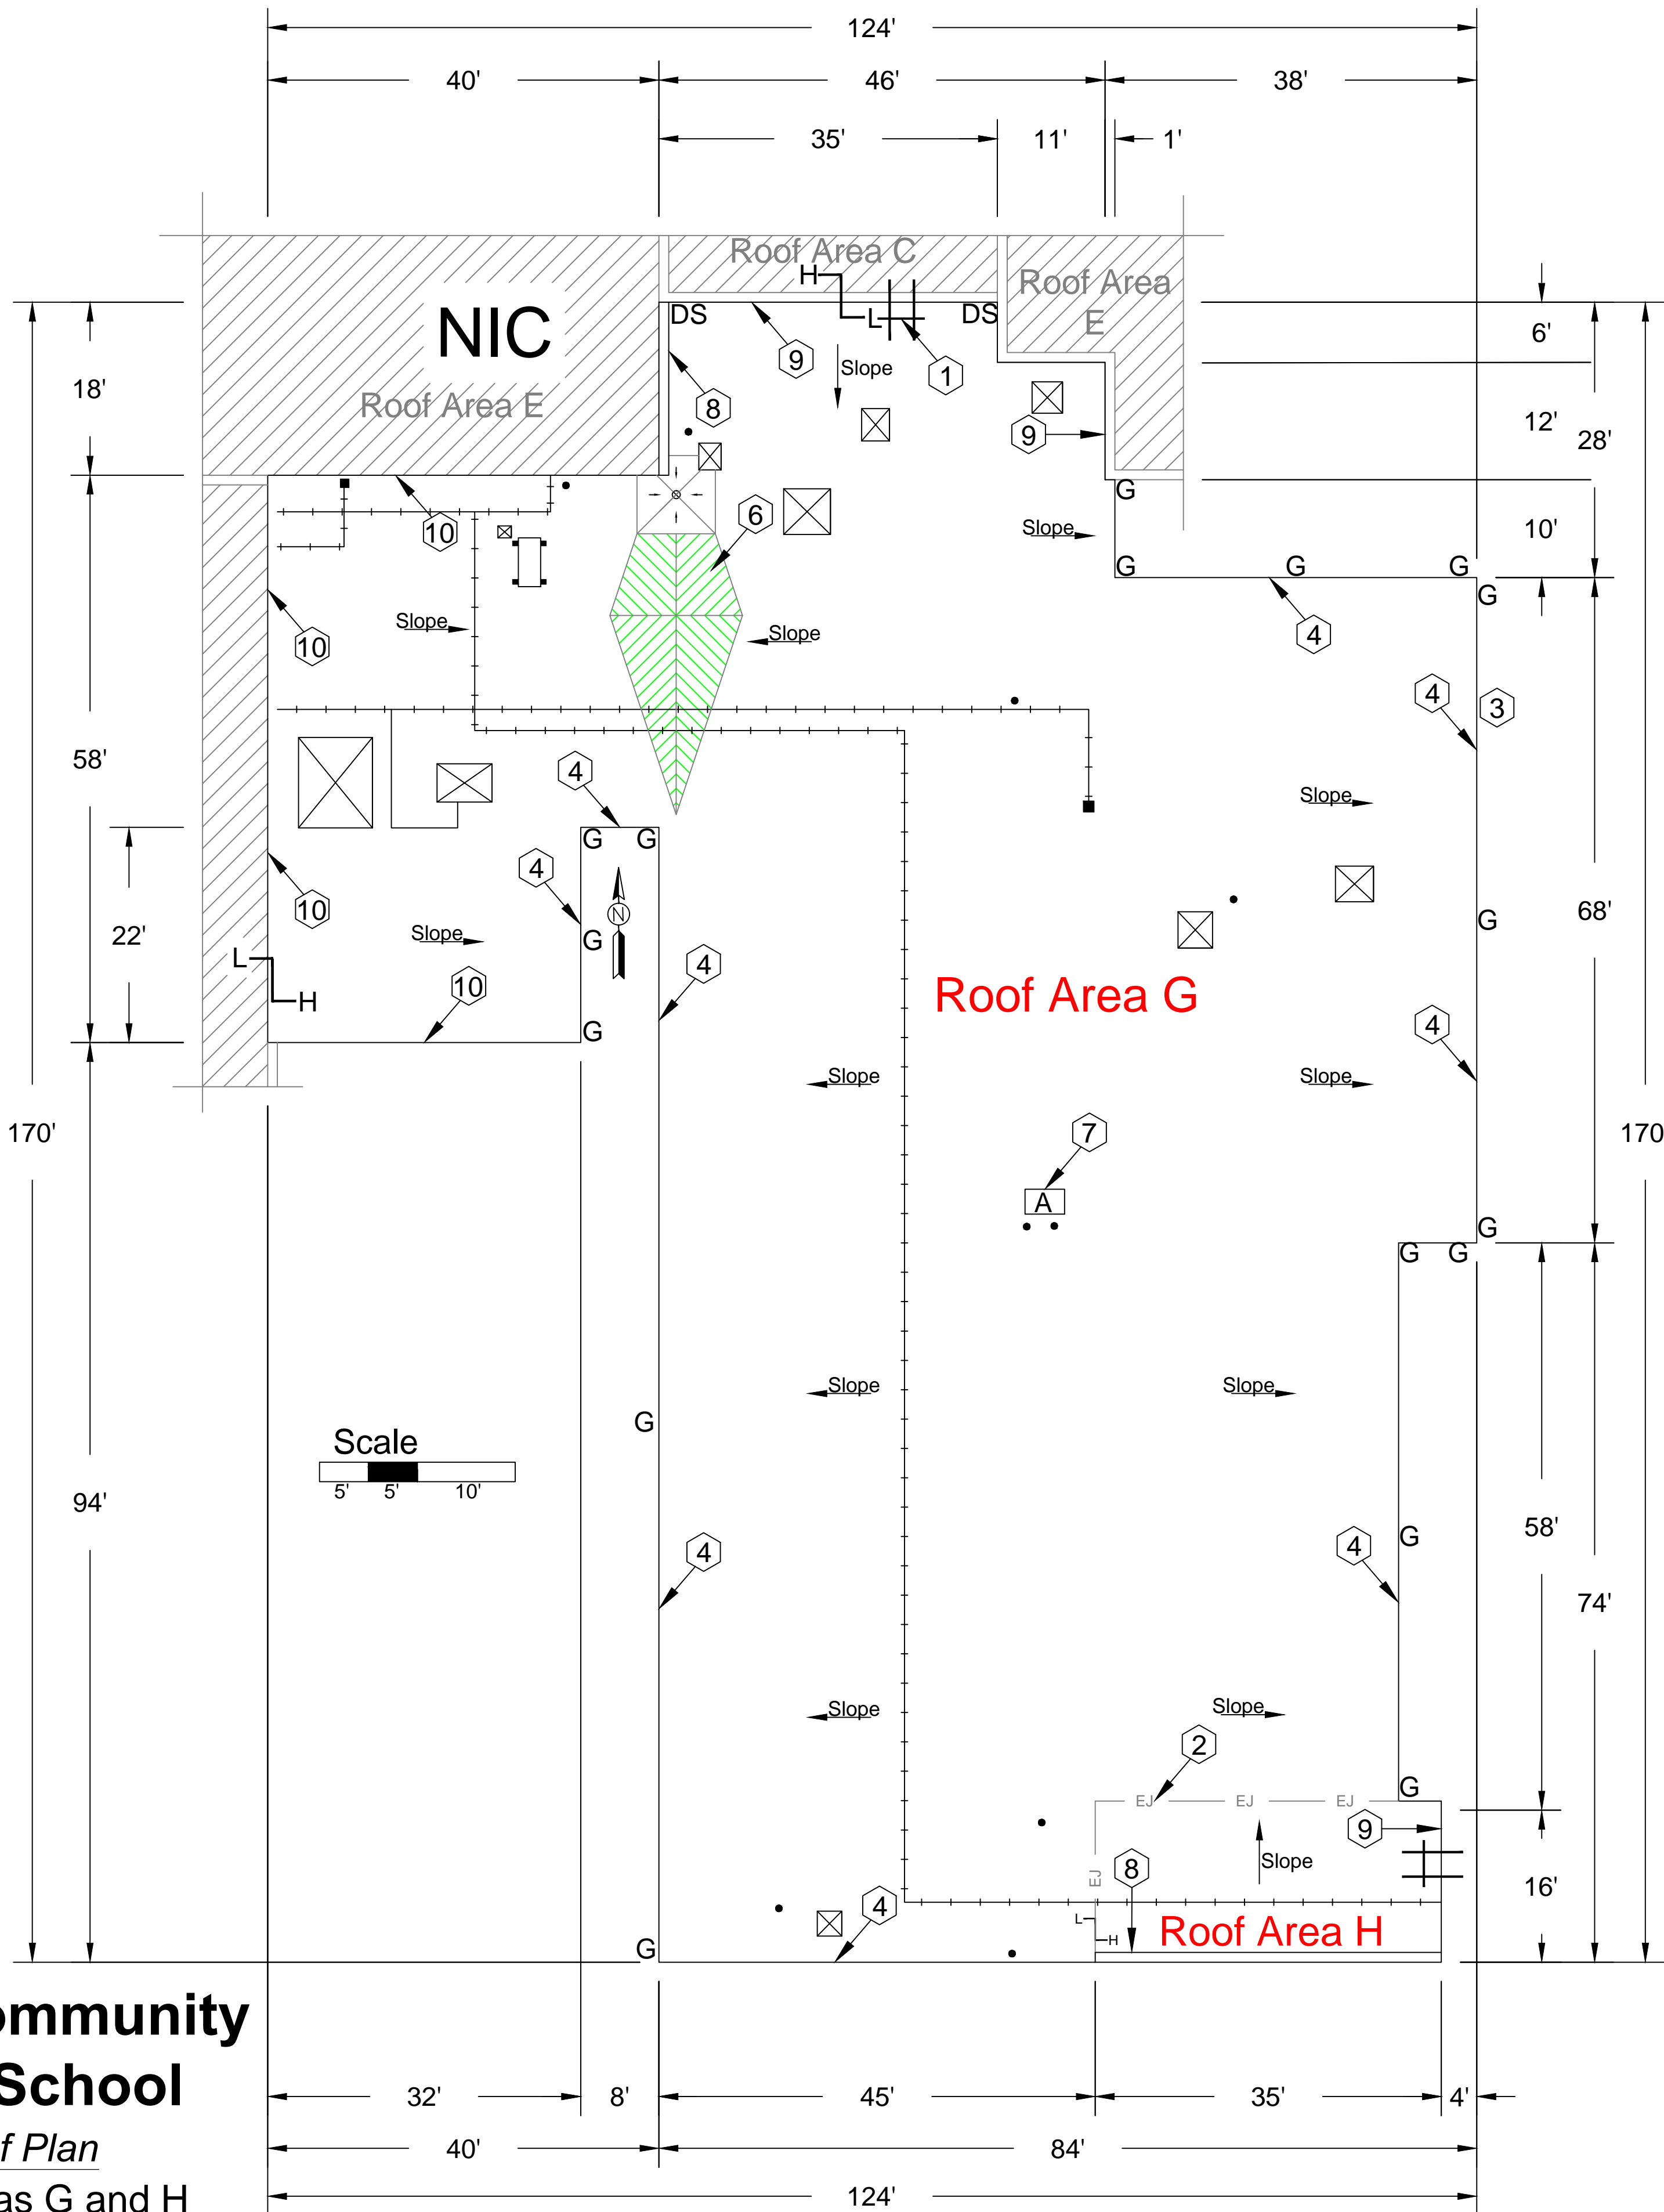 124'
40' 46' 38'
35' 11' 1'
Roof Area C
H
Roof Area
E
NIC
DS L DS
6'
18'
9 1
Slope
Roof Area E
8
9
12' 28'
G
6
10
Slope
10'
G G G
G
Slope
Slope
10
4
4 3
58'
4
Slope
G G
4
22'
G
Slope
4
G
68'
10
L
H
10
Roof Area G
4
G
Slope Slope
170' 170
7
A
G
G G
Slope Slope
G
Scale
5' 5' 10'
94'
4
4
G
58'
74'
Slope Slope
2
G
EJ EJ EJ
9
EJ
Slope
8
16'
4
L
H
Roof Area H
G
N
ommunity
School
f Plan
as G and H
32' 8' 45' 35' 4'
40' 84'
124'